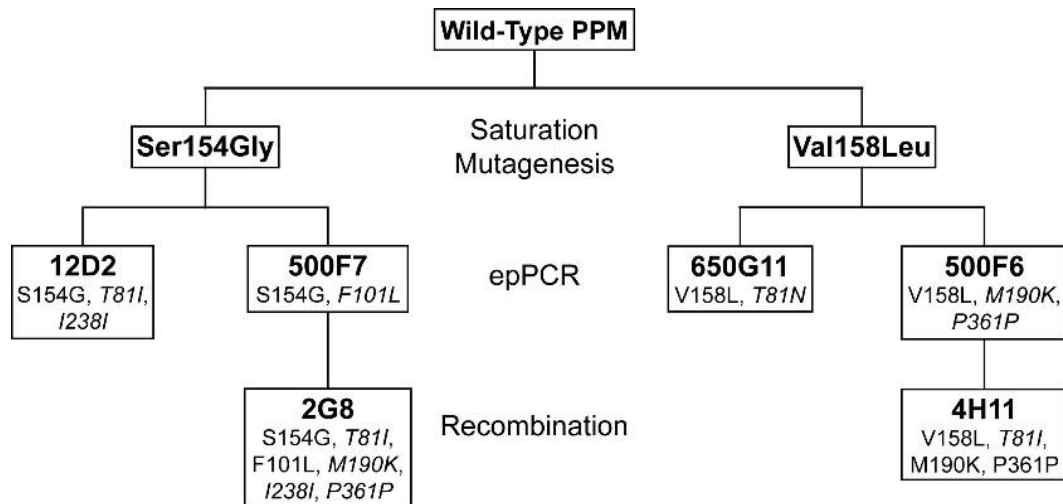 Wild-Type PPM
Ser154Gly
Saturation
Mutagenesis
Val158Leu
12D2
S154G, T81I,
I238I
500F7
S154G, F101L
epPCR
650G11
V158L, T81N
500F6
V158L, M190K,
P361P
2G8
S154G, T81I,
F101L, M190K,
I238I, P361P
Recombination
4H11
V158L, T81I,
M190K, P361P